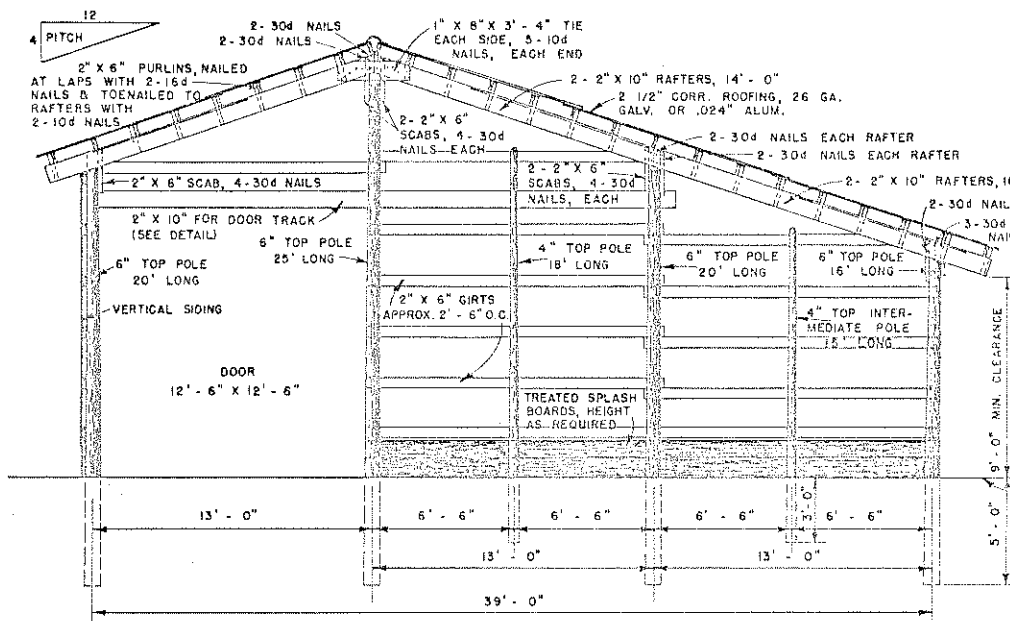 12
4 PITCH
2- 30d NAILS
2-30d NAILS
1" X 8" X 3' - 4" TIE
EACH SIDE, 5-10d
NAILS, EACH END
2" X 6" PURLINS, NAILED
AT LAPS WITH 2-16d
NAILS & TOENAILED TO
RAFTERS WITH
2-10d NAILS
2 - 2" X 10" RAFTERS, 14' - 0"
2 1/2" CORR. ROOFING, 26 GA.
GALV. OR .024" ALUM.
2- 2" X 6"
SCABS, 4-30d
NAILS EACH
2 -30d NAILS EACH RAFTER
2- 30d NAILS EACH RAFTER
2" X 6" SCAB, 4-30d NAILS
2 - 2" X 6"
SCABS, 4-30d
NAILS, EACH
2- 2" X 10" RAFTERS,
2-30d
3-30d
2" X 10" FOR DOOR TRACK
(SEE DETAIL)
6" TOP POLE
25' LONG
4" TOP POLE
18' LONG
6" TOP POLE
20' LONG
6" TOP POLE
16' LONG
6" TOP POLE
20' LONG
VERTICAL SIDING
2" X 6" GIRTS
APPROX. 2' - 6" O.C.
4" TOP INTER-
MEDIATE POLE
15' LONG
DOOR
12' - 6" X 12' - 6"
TREATED SPLASH
BOARDS, HEIGHT
AS REQUIRED
9' - 0" MIN. CLEARANCE
13' - 0"
6' - 6"
6' - 6"
6' - 6"
3'-0"
6' - 6"
5' - 0"
13' - 0"
13' - 0"
39' - 0"